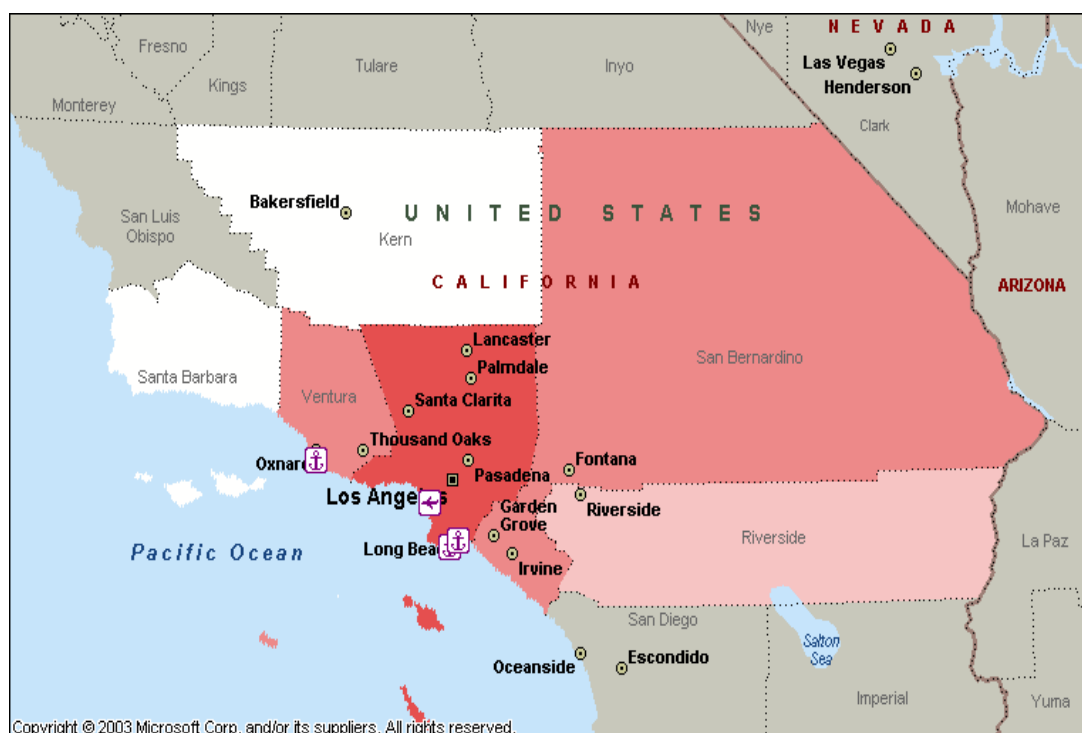 Nye
N E V A D A
Fresno
Las Vegas
Tulare
Inyo
Kings
Henderson
Monterey
Clark
Bakersfield
U N I T E D   S T A T E S
San Luis
Obispo
Kern
Mohave
C A L I F O R N I A
ARIZONA
Lancaster
San Bernardino
Palmdale
Santa Barbara
Ventura
Santa Clarita
Thousand Oaks
Fontana
Pasadena
Los Angeles
Garden
Grove
Riverside
Riverside
La Paz
Pacific Ocean
Irvine
San Diego
Salton
Sea
Oceanside
Escondido
Imperial
Yuma
Copyright © 2003 Microsoft Corp. and/or its suppliers. All rights reserved.